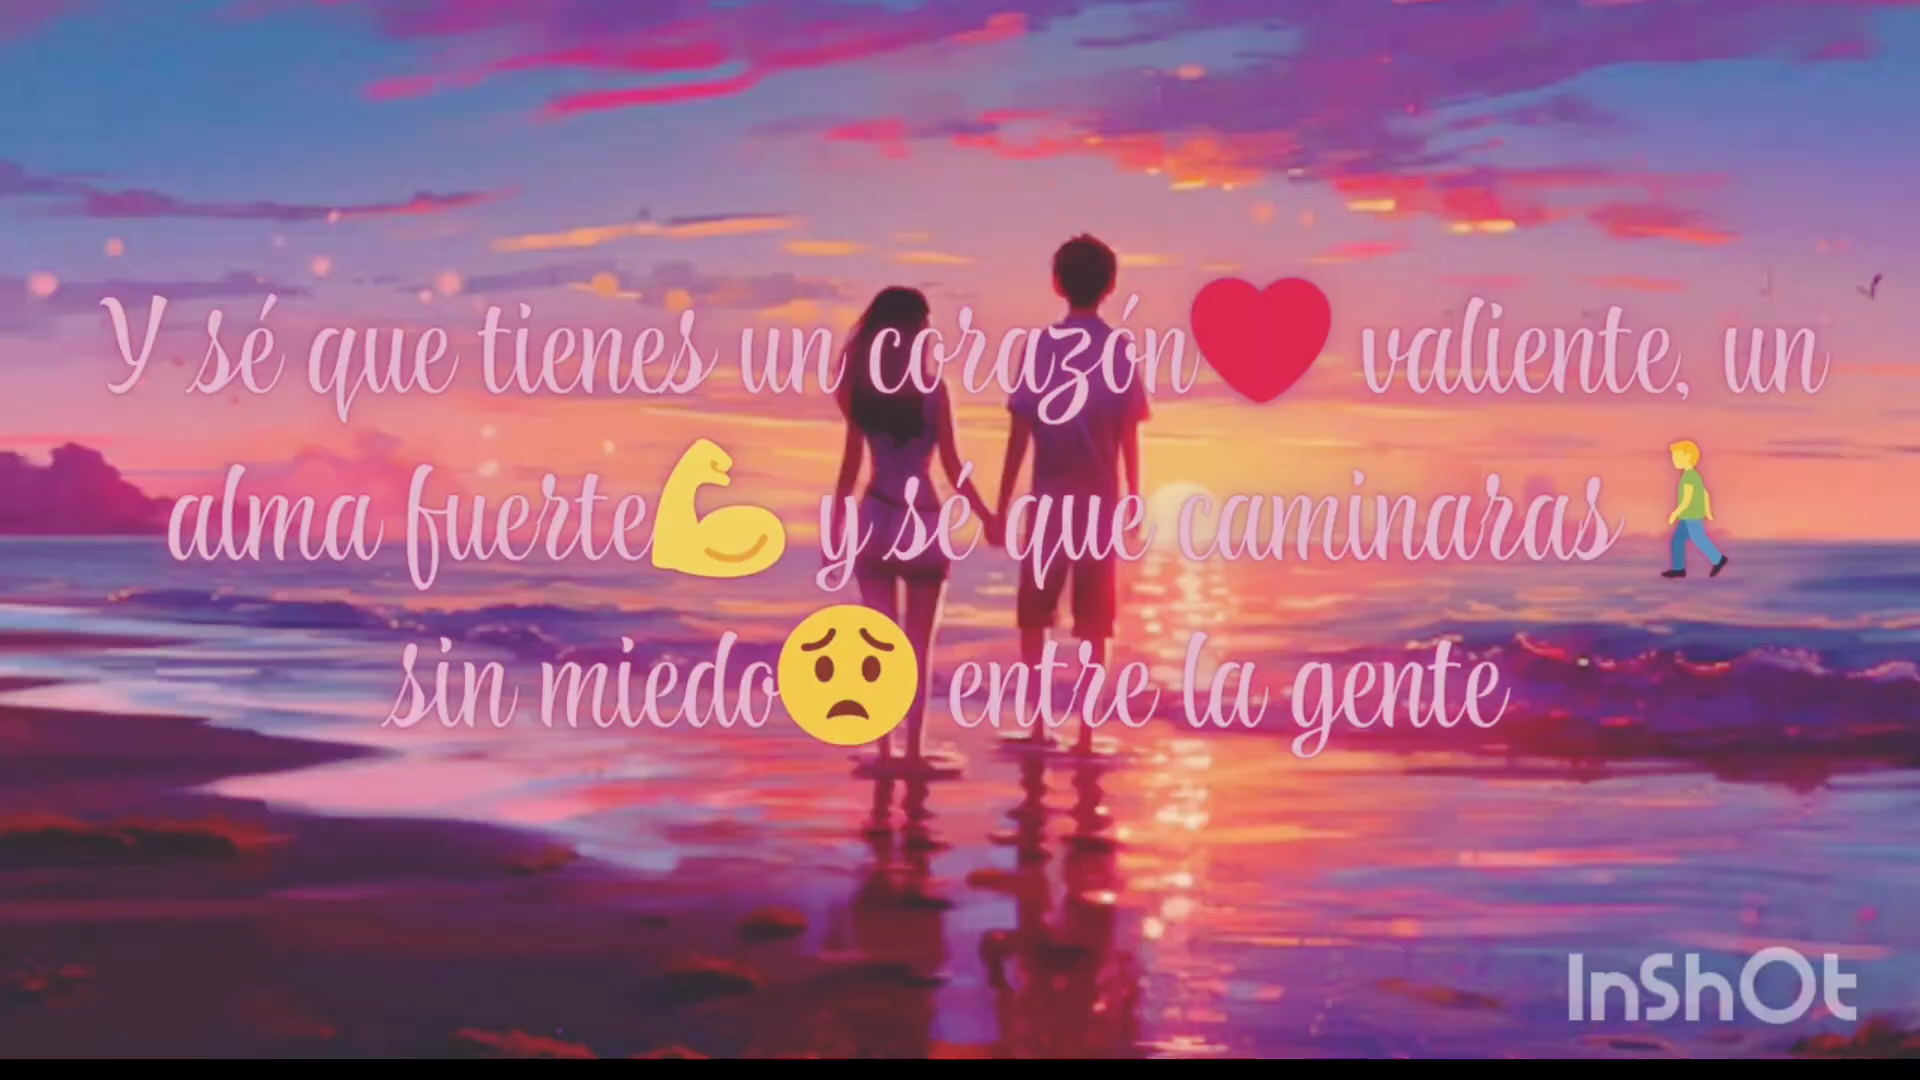 Y sé que tienes un corazón❤️ valiente, un
alma fuerte💪 y sé que caminaras 🚶‍♂️
sin miedo😟 entre la gente
InShOt